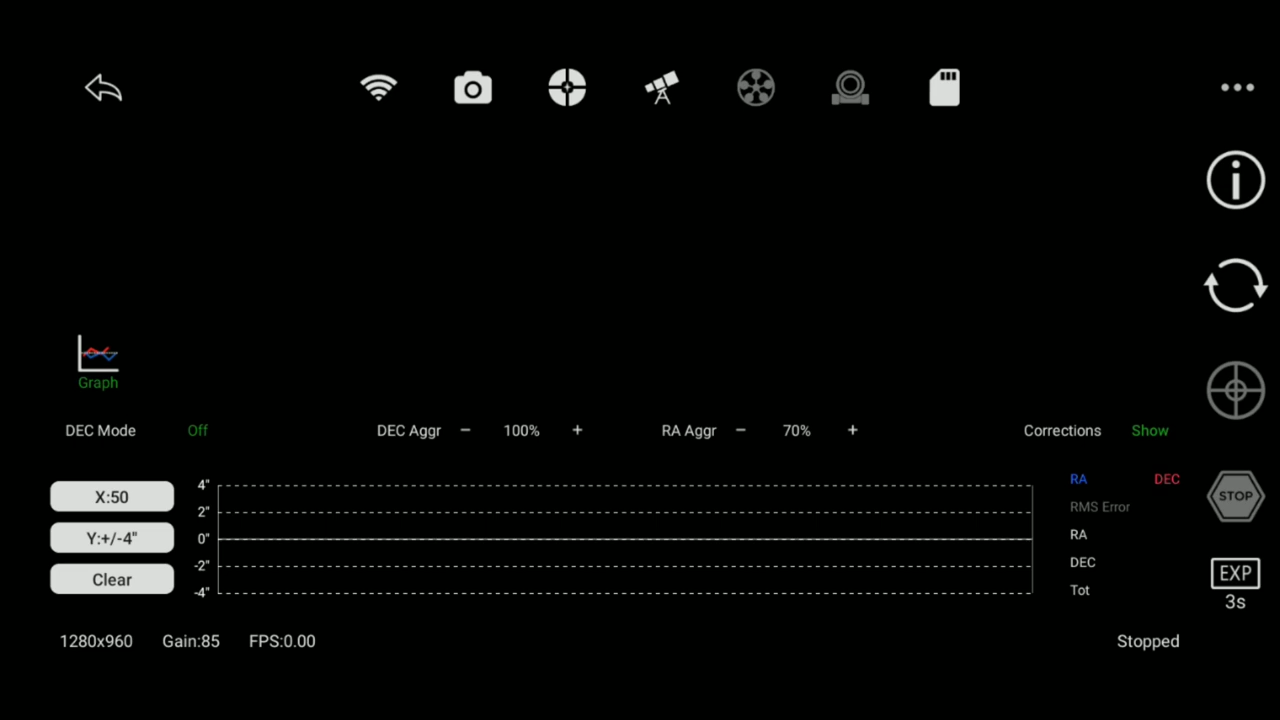 Graph
DEC Mode Off DEC Aggr − 100% + RA Aggr − 70% + Corrections Show
X:50
Y:+/-4"
Clear
4"
2"
0"
-2"
-4"
RA DEC
RMS Error
RA
DEC
Tot
STOP
EXP
3s
1280x960 Gain:85 FPS:0.00 Stopped